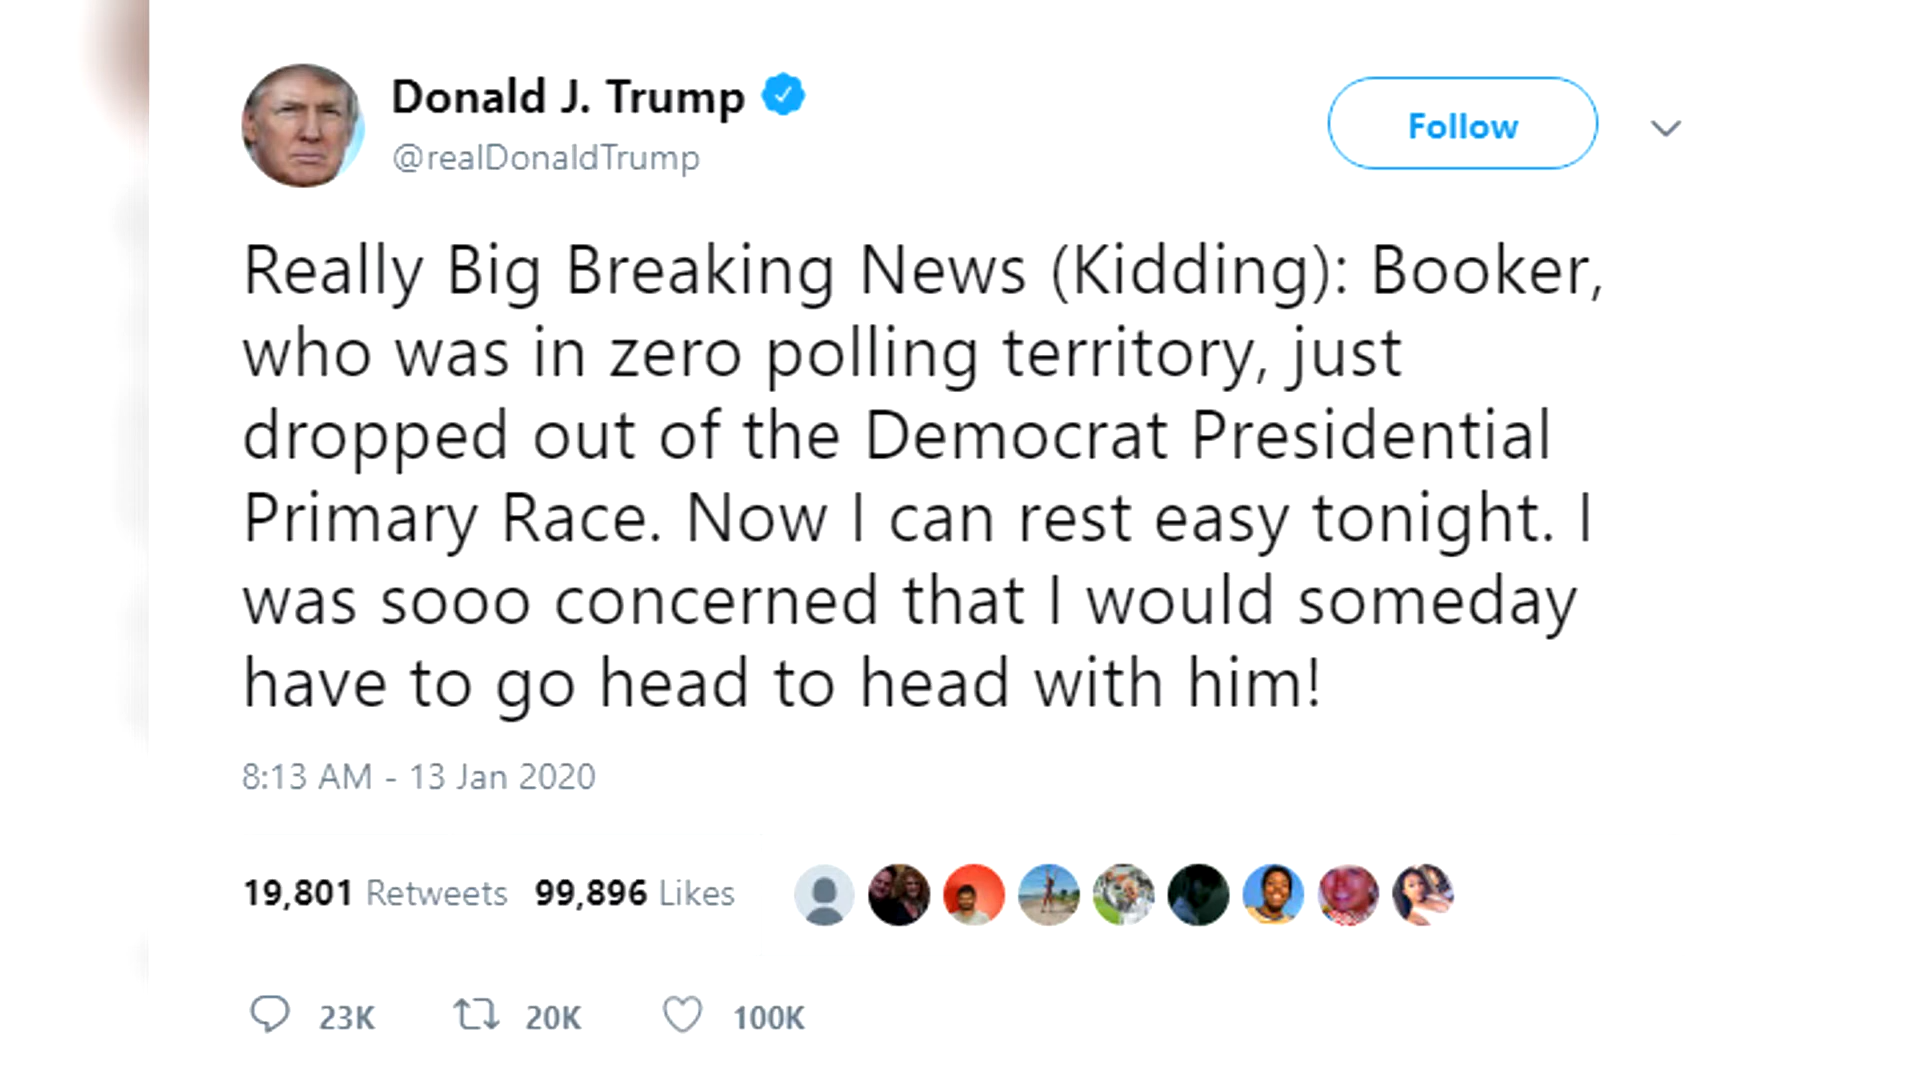 Donald J. Trump
@realDonaldTrump
Follow
Really Big Breaking News (Kidding): Booker,
who was in zero polling territory, just
dropped out of the Democrat Presidential
Primary Race. Now I can rest easy tonight. I
was sooo concerned that I would someday
have to go head to head with him!
8:13 AM - 13 Jan 2020
19,801 Retweets 99,896 Likes
23K 20K 100K